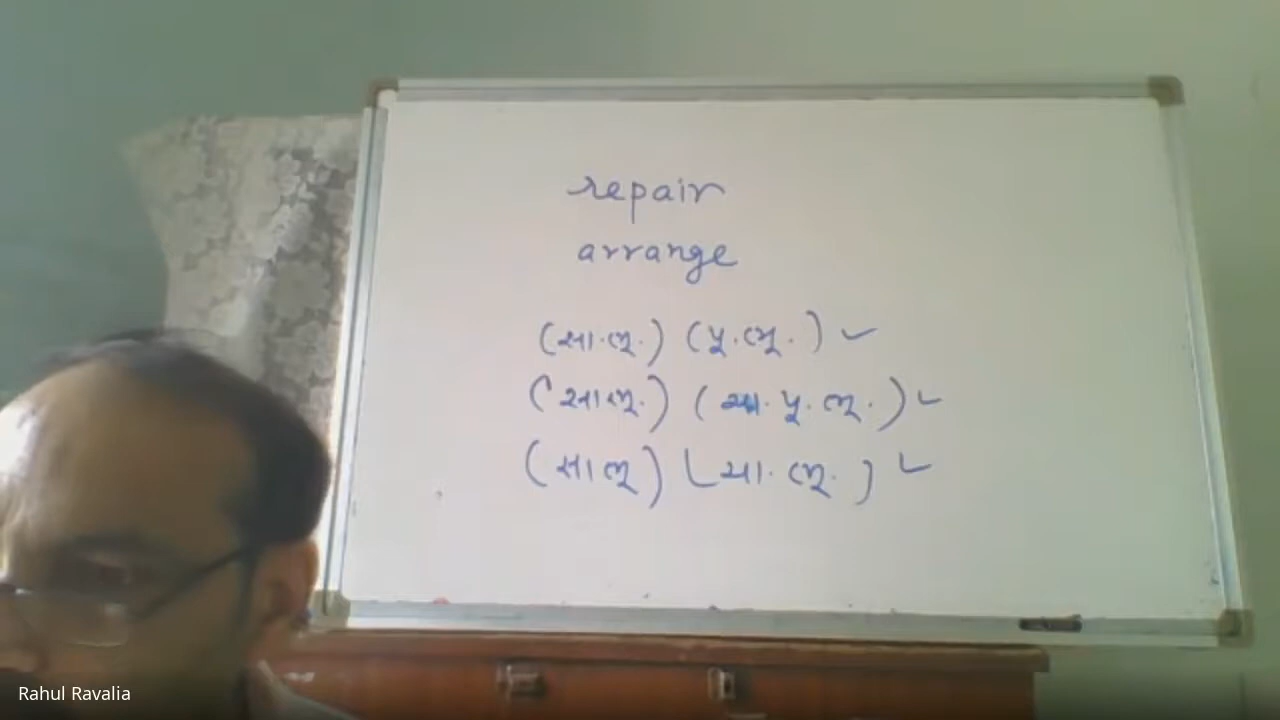 repair
arrange
(સા.ભૂ.) (પૂ.ભૂ.) ✓
(સા.ભૂ.) (ચા.પૂ.ભૂ.) ✓
(સા ભૂ) (ચા.ભૂ.) ✓
Rahul Ravalia